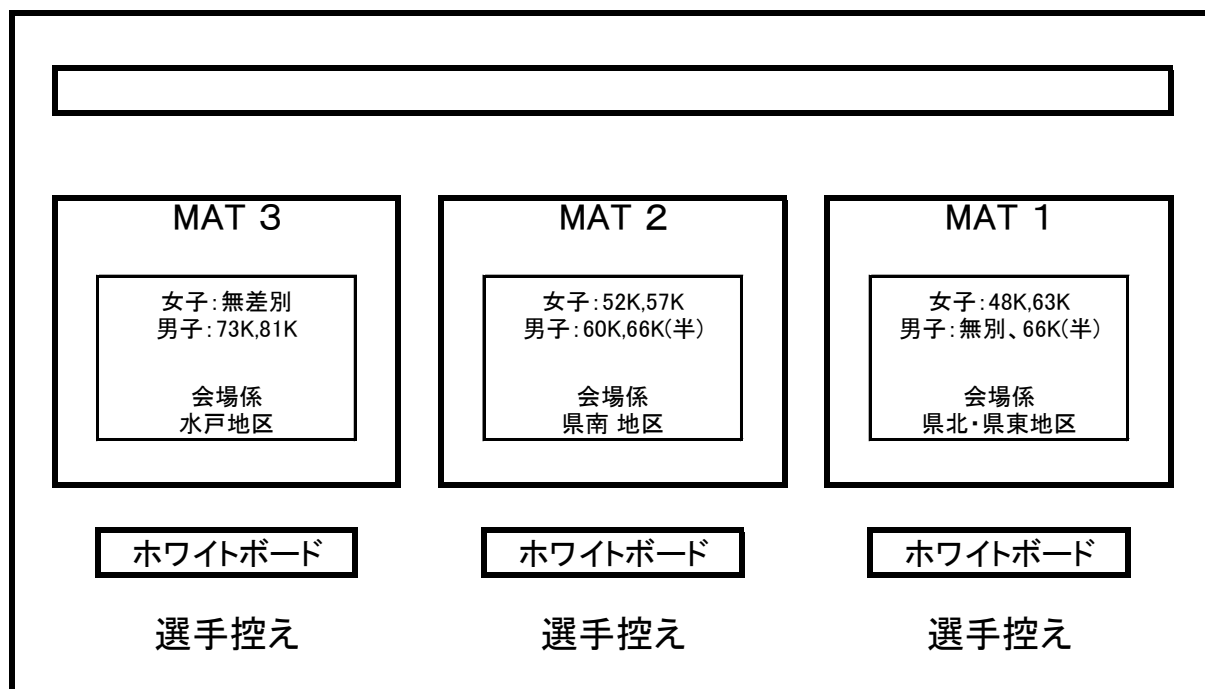 MAT 3
女子:無差別
男子:73K,81K
会場係
水戸地区
ホワイトボード
選手控え
MAT 2
女子:52K,57K
男子:60K,66K(半)
会場係
県南 地区
ホワイトボード
選手控え
MAT 1
女子:48K,63K
男子:無別、66K(半)
会場係
県北・県東地区
ホワイトボード
選手控え